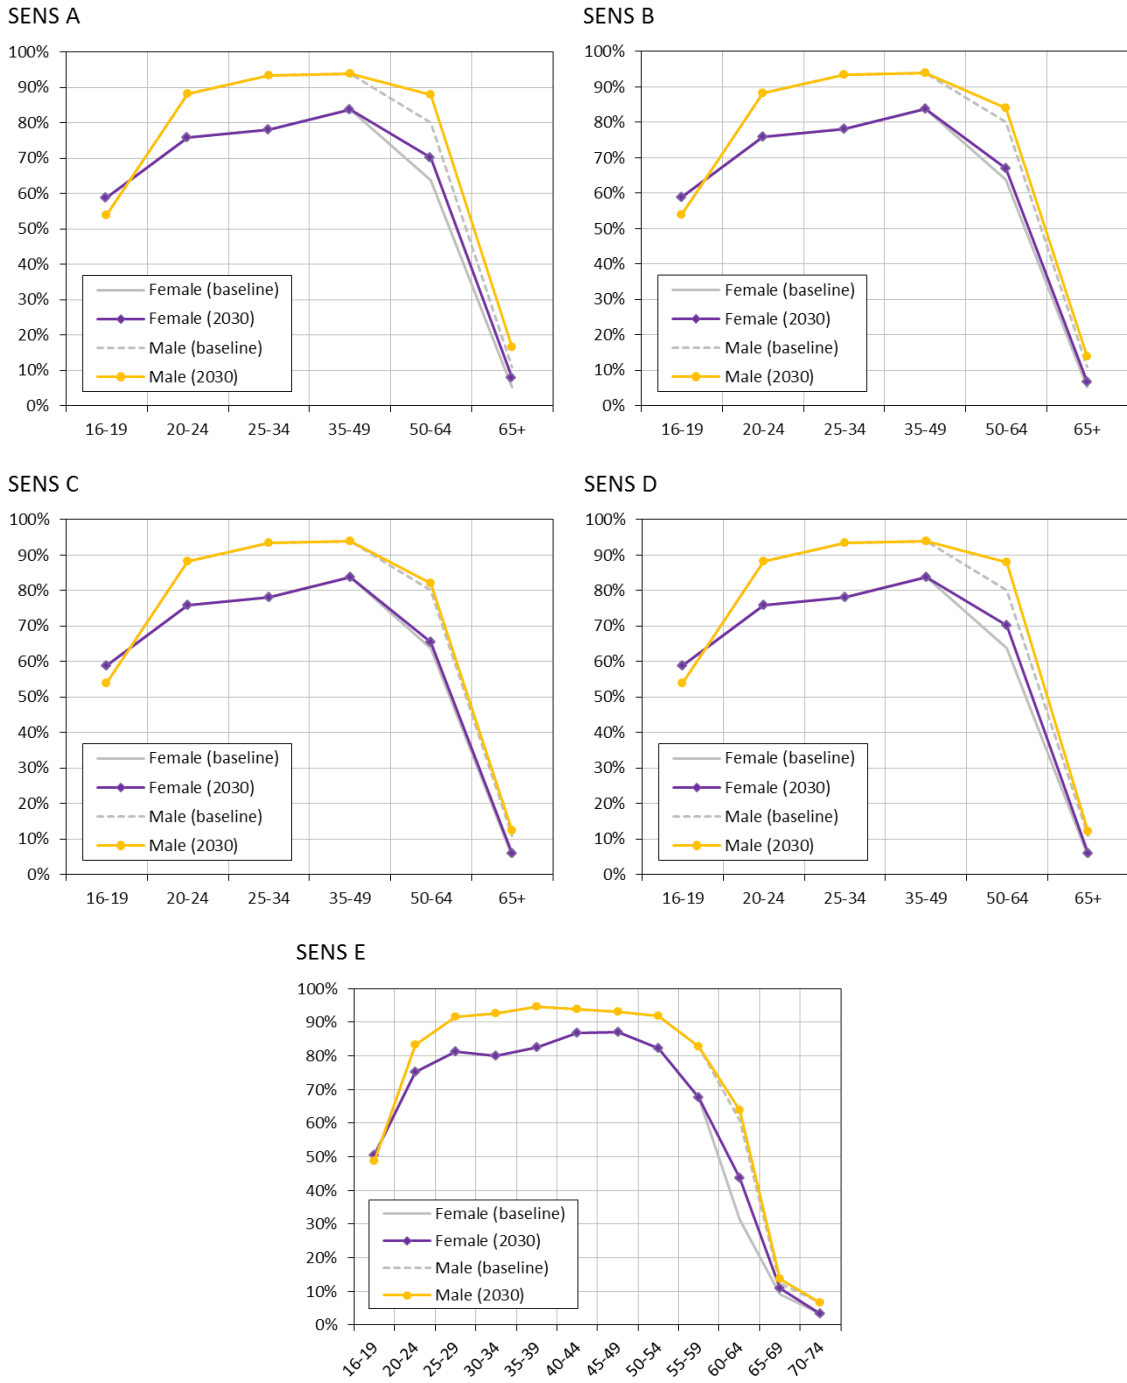 SENS A
100%
90%
80%
70%
60%
50%
40%
30%
20%
10%
0%
Female (baseline)
Female (2030)
Male (baseline)
Male (2030)
16-19 20-24 25-34 35-49 50-64 65+
SENS B
100%
90%
80%
70%
60%
50%
40%
30%
20%
10%
0%
Female (baseline)
Female (2030)
Male (baseline)
Male (2030)
16-19 20-24 25-34 35-49 50-64 65+
SENS C
100%
90%
80%
70%
60%
50%
40%
30%
20%
10%
0%
Female (baseline)
Female (2030)
Male (baseline)
Male (2030)
16-19 20-24 25-34 35-49 50-64 65+
SENS D
100%
90%
80%
70%
60%
50%
40%
30%
20%
10%
0%
Female (baseline)
Female (2030)
Male (baseline)
Male (2030)
16-19 20-24 25-34 35-49 50-64 65+
SENS E
100%
90%
80%
70%
60%
50%
40%
30%
20%
10%
0%
Female (baseline)
Female (2030)
Male (baseline)
Male (2030)
16-19 20-24 25-29 30-34 35-39 40-44 45-49 50-54 55-59 60-64 65-69 70-74